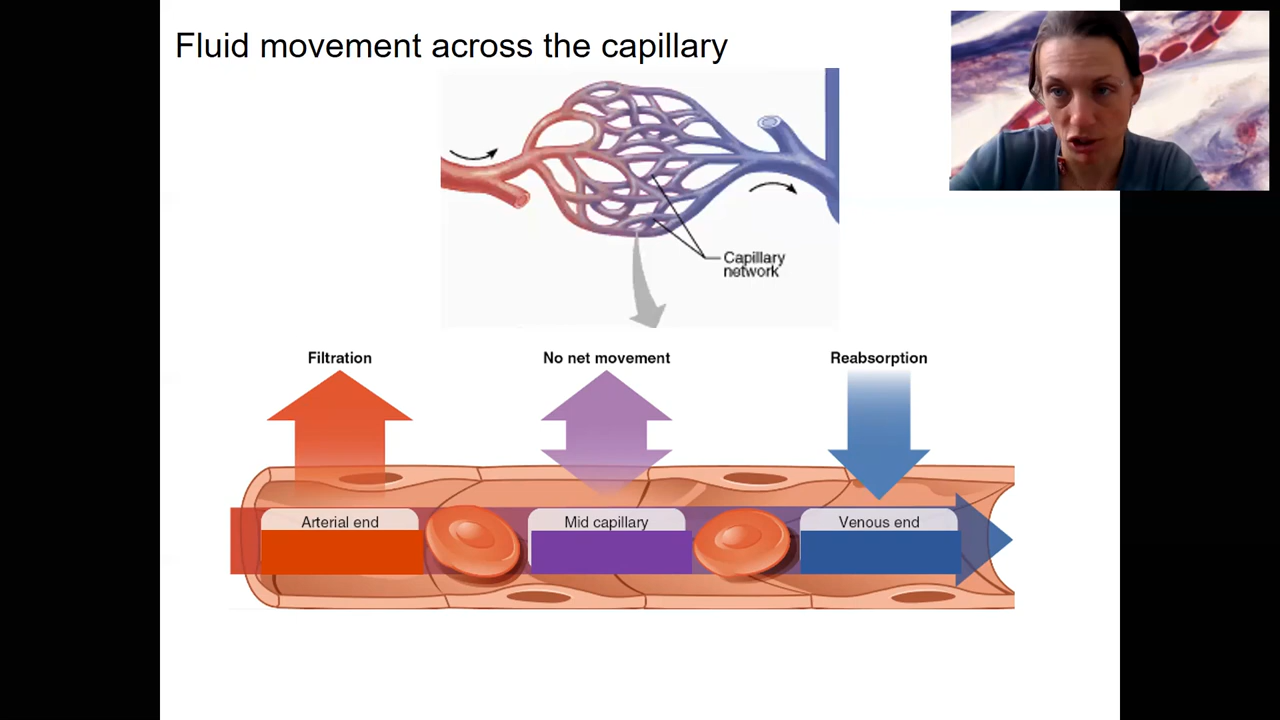 Fluid movement across the capillary
Capillary
network
Filtration
No net movement
Reabsorption
Arterial end
Mid capillary
Venous end